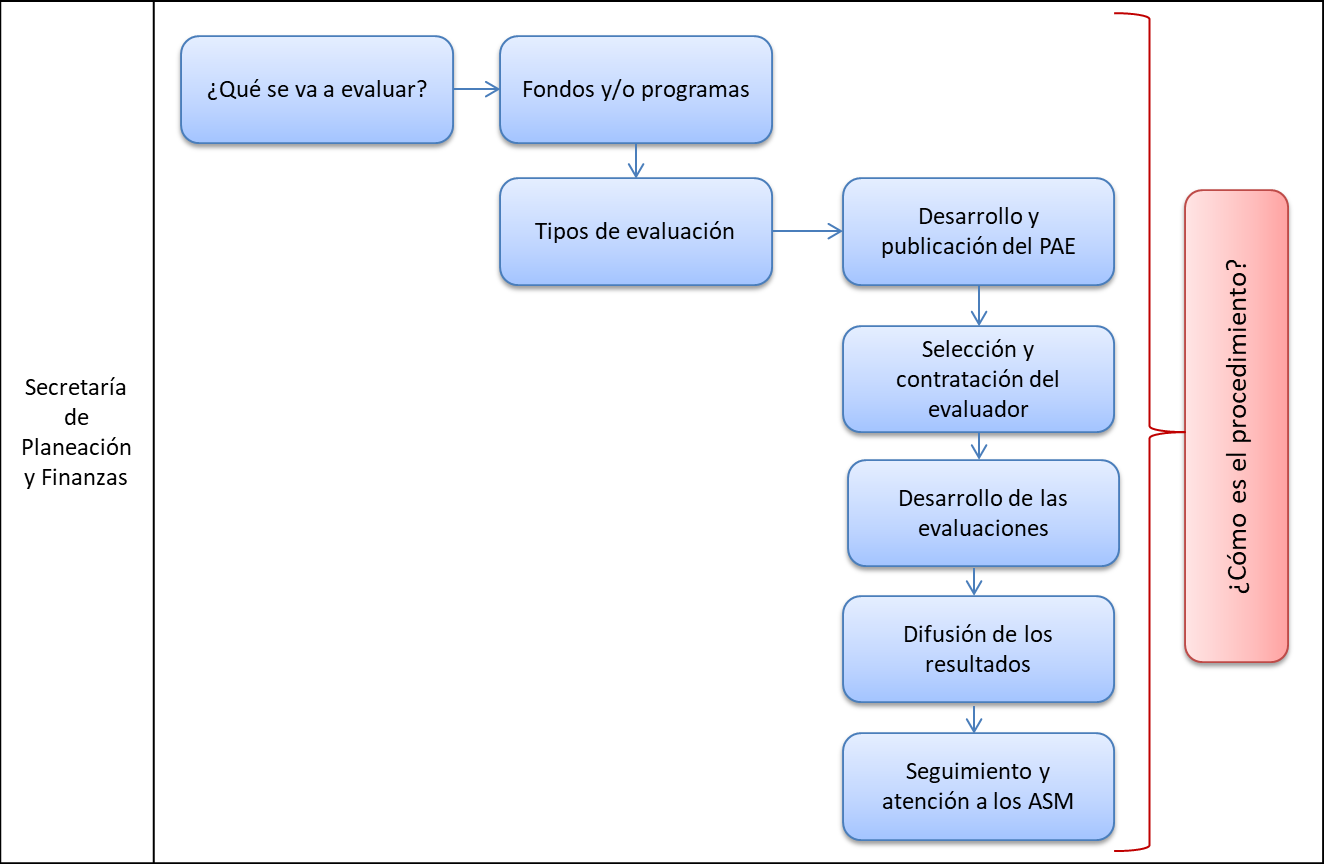 Secretaría
de
Planeación
y Finanzas
¿Qué se va a evaluar?
Fondos y/o programas
Tipos de evaluación
Desarrollo y
publicación del PAE
Selección y
contratación del
evaluador
Desarrollo de las
evaluaciones
Difusión de los
resultados
Seguimiento y
atención a los ASM
¿Cómo es el procedimiento?